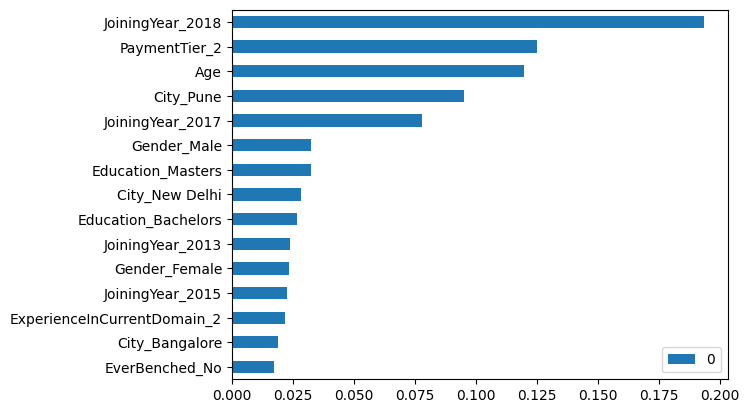 JoiningYear_2018
PaymentTier_2
Age
City_Pune
JoiningYear_2017
Gender_Male
Education_Masters
City_New Delhi
Education_Bachelors
JoiningYear_2013
Gender_Female
JoiningYear_2015
ExperienceInCurrentDomain_2
City_Bangalore
EverBenched_No
0
0.000 0.025 0.050 0.075 0.100 0.125 0.150 0.175 0.200